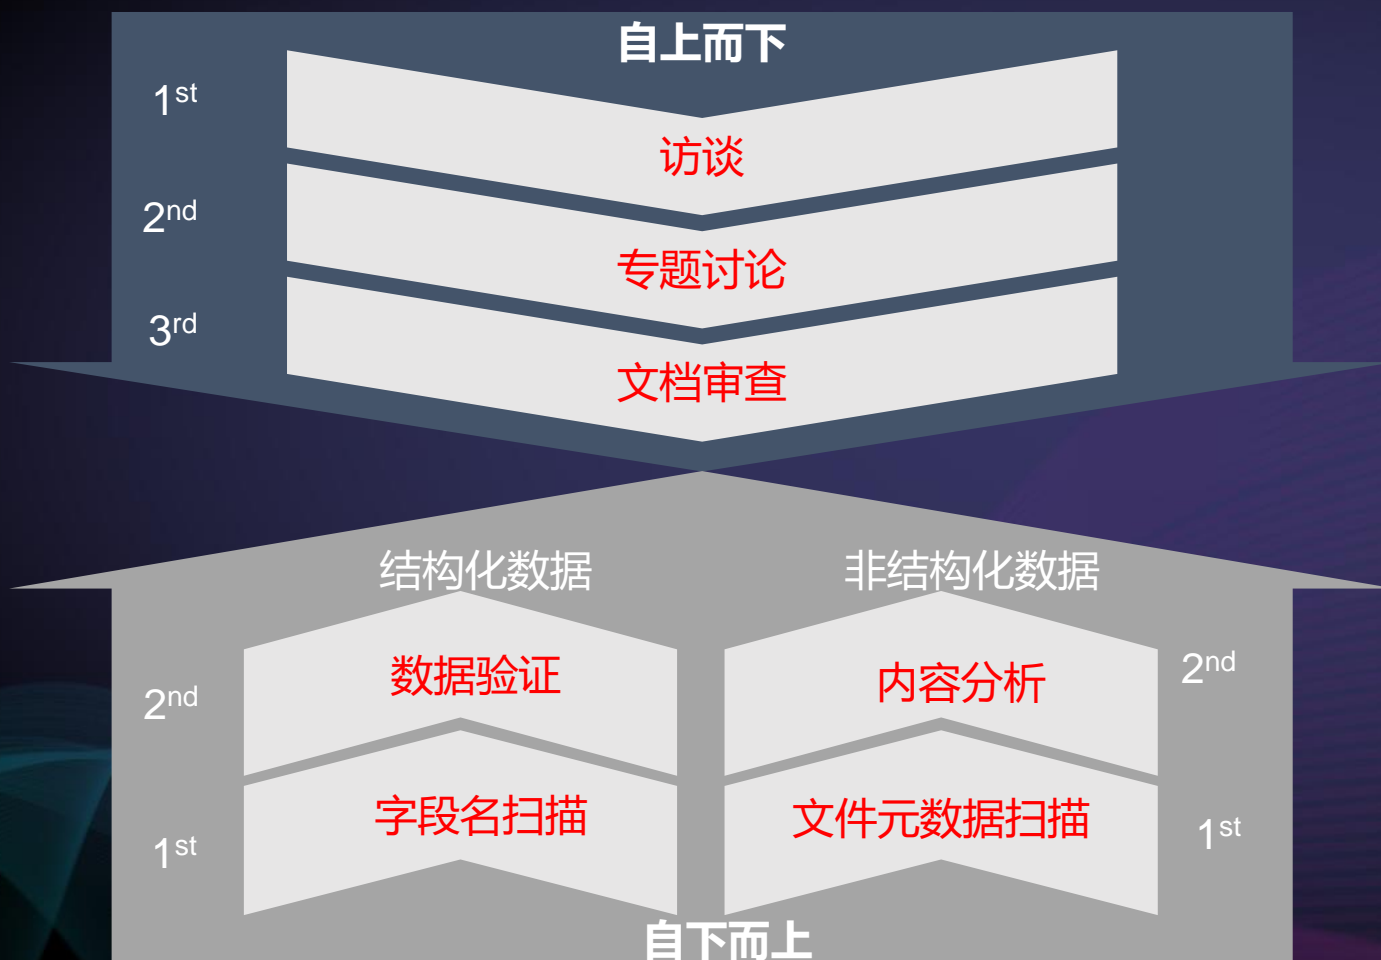 自上而下
1st
访谈
2nd
专题讨论
3rd
文档审查
结构化数据
非结构化数据
2nd
数据验证
内容分析
2nd
1st
字段名扫描
文件元数据扫描
1st
自下而上